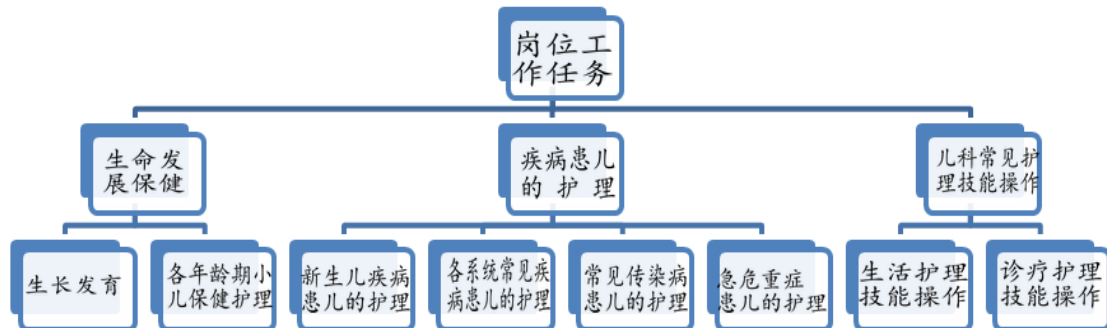 岗位工
作任务
生命发
展保健
疾病患儿
的护理
儿科常见护
理技能操作
生长发育
各年龄期小
儿保健护理
新生儿疾病
患儿的护理
各系统常见疾
病患儿的护理
常见传染病
患儿的护理
急危重症
患儿的护理
生活护理
技能操作
诊疗护理
技能操作